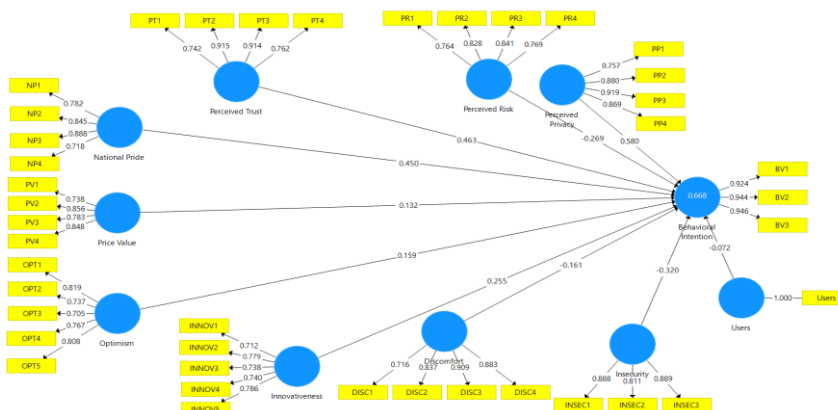 PT1 PT2 PT3 PT4
0.742 0.915 0.914 0.762
Perceived Trust
PR1 PR2 PR3 PR4
0.764 0.828 0.841 0.769
Perceived Risk
PP1
PP2
PP3
PP4
0.757
0.880
0.919
0.869
Perceived
Privacy
NP1
NP2
NP3
NP4
0.782
0.845
0.888
0.718
National Pride
PV1
PV2
PV3
PV4
0.738
0.856
0.783
0.848
Price Value
OPT1
OPT2
OPT3
OPT4
OPT5
0.819
0.737
0.705
0.767
0.808
Optimism
INNOV1
INNOV2
INNOV3
INNOV4
INNOV5
0.712
0.779
0.738
0.740
0.786
Innovativeness
Discomfort
0.716 0.837 0.909 0.883
DISC1 DISC2 DISC3 DISC4
Insecurity
0.888 0.811 0.889
INSEC1 INSEC2 INSEC3
Users
1.000
Users
0.463
-0.269
0.580
0.450
0.132
0.159
0.255
-0.161
-0.320
-0.072
0.668
Behavioral
Intention
0.924
0.944
0.946
BV1
BV2
BV3